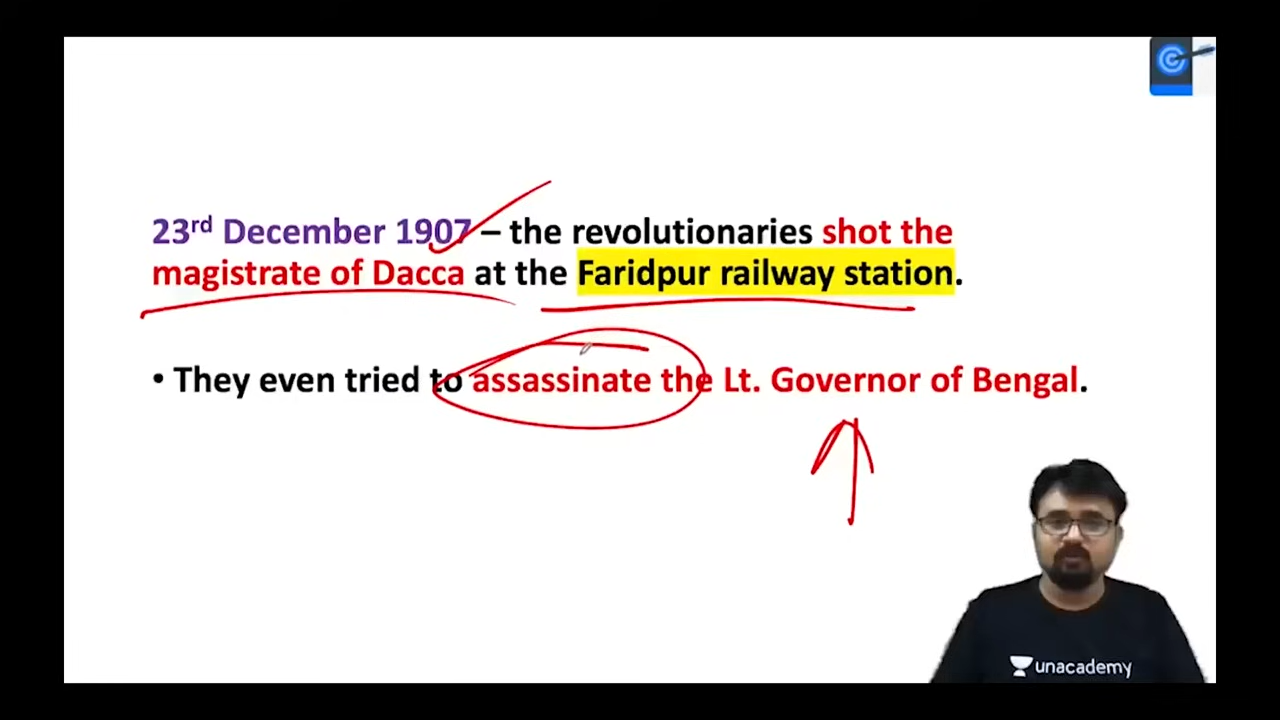 23rd December 1907 – the revolutionaries shot the
magistrate of Dacca at the Faridpur railway station.
• They even tried to assassinate the Lt. Governor of Bengal.
unacademy